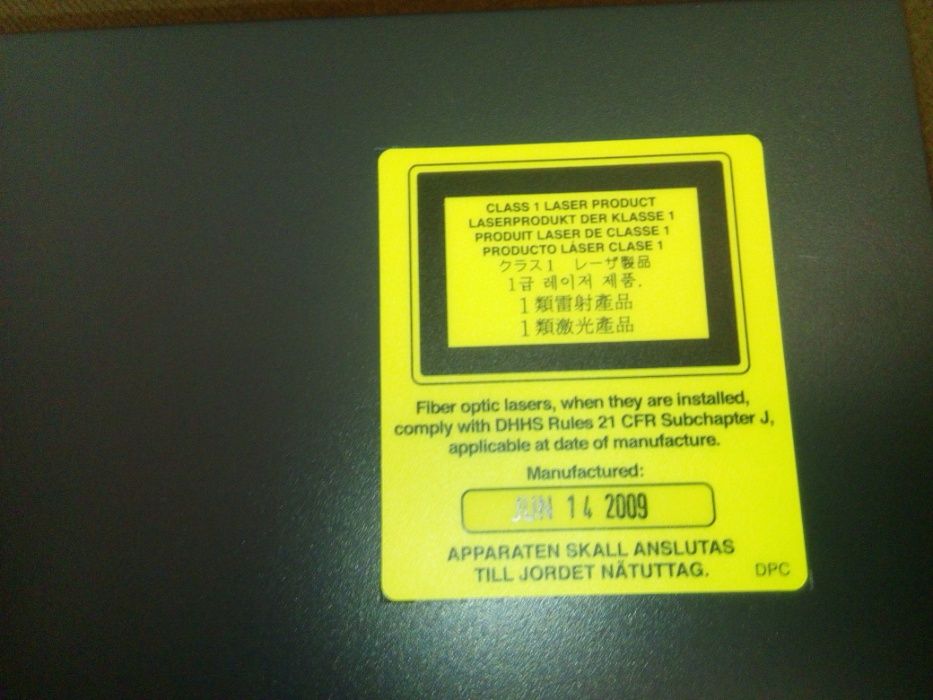 CLASS 1 LASER PRODUCT
LASERPRODUKT DER KLASSE 1
PRODUIT LASER DE CLASSE 1
PRODUCTO LÁSER CLASE 1
クラス1 レーザ製品
1급 레이저 제품.
1類雷射產品
1類激光產品
Fiber optic lasers, when they are installed,
comply with DHHS Rules 21 CFR Subchapter J,
applicable at date of manufacture.
Manufactured:
JUN 14 2009
APPARATEN SKALL ANSLUTAS
TILL JORDET NÄTUTTAG.
DPC